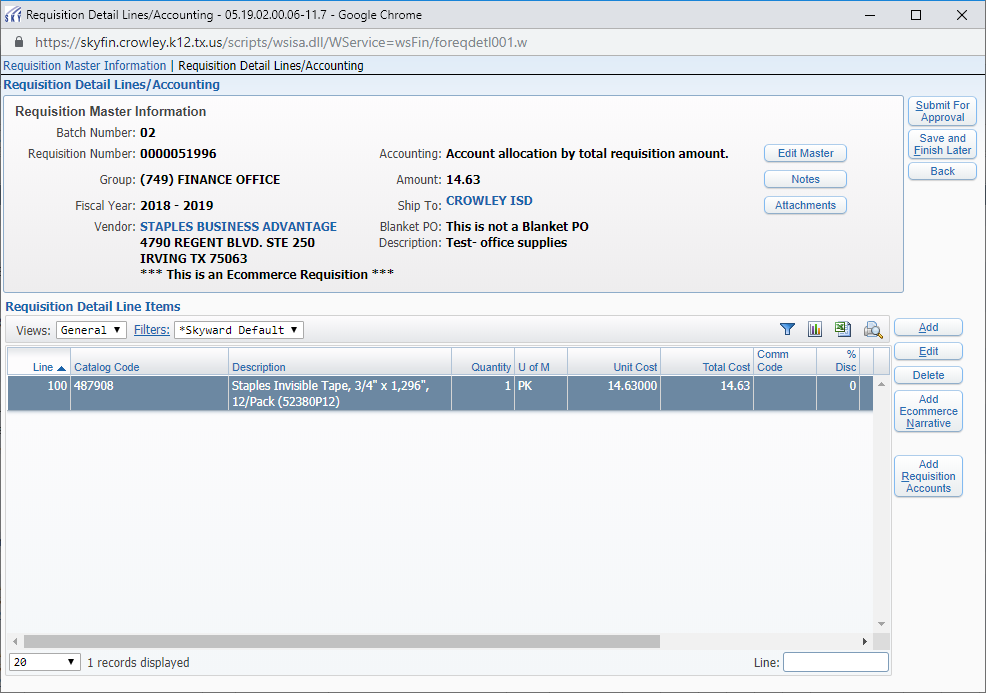 Requisition Detail Lines/Accounting - 05.19.02.00.06-11.7 - Google Chrome
https://skyfin.crowley.k12.tx.us/scripts/wsisa.dll/WService=wsFin/foreqdetl001.w
Requisition Master Information | Requisition Detail Lines/Accounting
Requisition Detail Lines/Accounting
Requisition Master Information
Batch Number: 02
Requisition Number: 0000051996
Accounting: Account allocation by total requisition amount.
Edit Master
Group: (749) FINANCE OFFICE
Amount: 14.63
Notes
Fiscal Year: 2018 - 2019
Ship To: CROWLEY ISD
Attachments
Vendor: STAPLES BUSINESS ADVANTAGE
4790 REGENT BLVD. STE 250
IRVING TX 75063
*** This is an Ecommerce Requisition ***
Blanket PO: This is not a Blanket PO
Description: Test- office supplies
Submit For
Approval
Save and
Finish Later
Back
Requisition Detail Line Items
Views: General Filters: *Skyward Default
Line Catalog Code Description Quantity U of M Unit Cost Total Cost Comm Code % Disc
100 487908 Staples Invisible Tape, 3/4" x 1,296", 1 PK 14.63000 14.63 0
12/Pack (52380P12)
Add
Edit
Delete
Add
Ecommerce
Narrative
Add
Requisition
Accounts
20 1 records displayed Line: